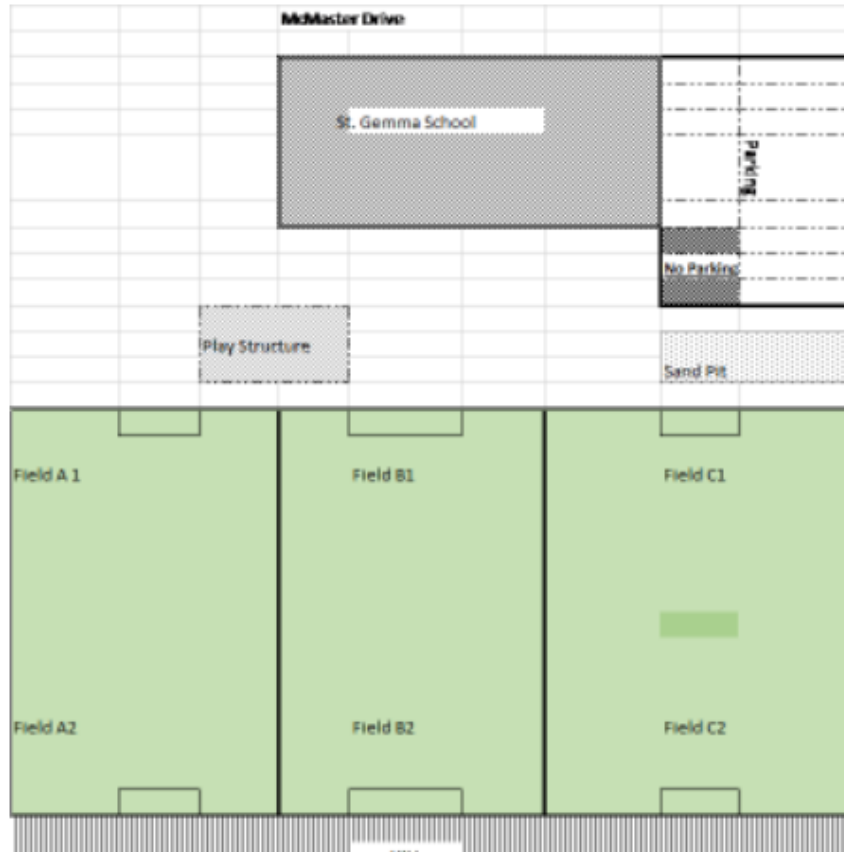 McMaster Drive
St. Gemma School
Parking
No Parking
Play Structure
Sand Pit
Field A 1
Field B1
Field C1
Field A2
Field B2
Field C2